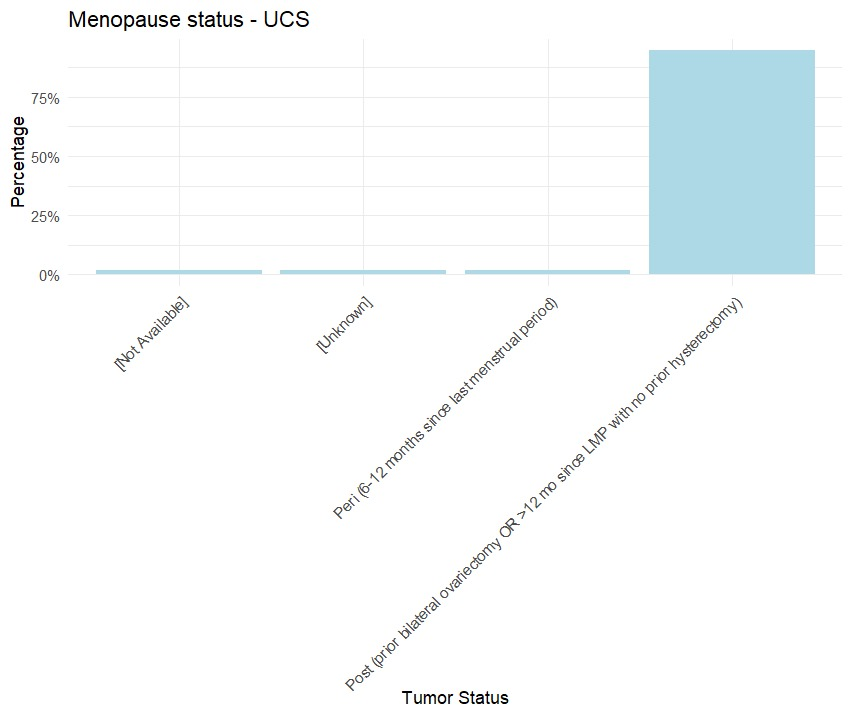 Menopause status - UCS
Percentage
75%
50%
25%
0%
[Not Available]
[Unknown]
Peri (6-12 months since last menstrual period)
Post (prior bilateral ovariectomy OR >12 mo since LMP with no prior hysterectomy)
Tumor Status